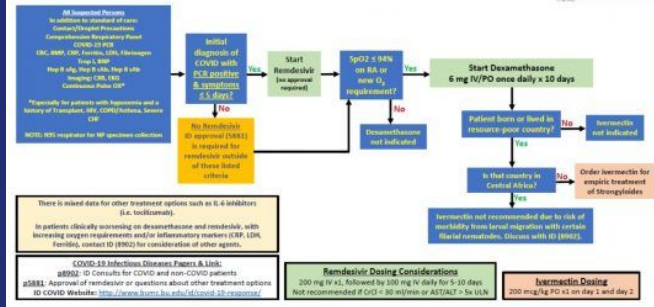 All Suspected Persons
In addition to standard of care:
Contact/Droplet Precautions
Comprehensive Respiratory Panel
COVID-19 PCR
CBC, BMP, CRP, Ferritin, LDH, Fibrinogen
Trop I, BNP
Hep B sAg, Hep B cAb, Hep B sAb
Imaging: CXR, EKG
Continuous Pulse OX*
*Especially for patients with hypoxemia and a
history of Transplant, HIV, COPD/Asthma, Severe
CHF
NOTE: N95 respirator for NP specimen collection
Initial
diagnosis of
COVID with
PCR positive
& symptoms
≤ 5 days?
Yes
No
Start
Remdesivir
(no approval
required)
No Remdesivir
ID approval (5881)
is required for
remdesivir outside
of these listed
criteria
SpO2 ≤ 94%
on RA or
new O₂
requirement?
Yes
No
Dexamethasone
not indicated
Start Dexamethasone
6 mg IV/PO once daily x 10 days
Patient born or lived in
resource-poor country?
No
Ivermectin
not indicated
Yes
Is that country in
Central Africa?
No
Order ivermectin for
empiric treatment of
Strongyloides
Yes
Ivermectin not recommended due to risk of
morbidity from larval migration with certain
filarial nematodes. Discuss with ID (8902).
There is mixed data for other treatment options such as IL-6 inhibitors
(i.e. tocilizumab).
In patients clinically worsening on dexamethasone and remdesivir, with
increasing oxygen requirements and/or inflammatory markers (CRP, LDH,
Ferritin), contact ID (8902) for consideration of other agents.
COVID-19 Infectious Diseases Pagers & Link:
p8902: ID Consults for COVID and non-COVID patients
p5881: Approval of remdesivir or questions about other treatment options
ID COVID Website: http://www.bumc.bu.edu/id/covid-19-response/
Remdesivir Dosing Considerations
200 mg IV x1, followed by 100 mg IV daily for 5-10 days
Not recommended if CrCl < 30 ml/min or AST/ALT > 5x ULN
Ivermectin Dosing
200 mcg/kg PO x1 on day 1 and day 2